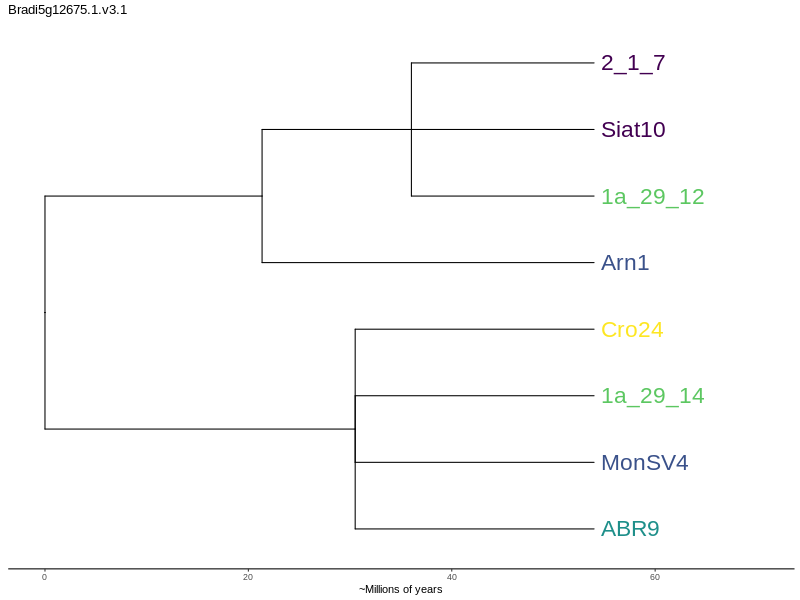 Bradi5g12675.1.v3.1
2_1_7
Siat10
1a_29_12
Arn1
Cro24
1a_29_14
MonSV4
ABR9
0 20 40 60
~Millions of years